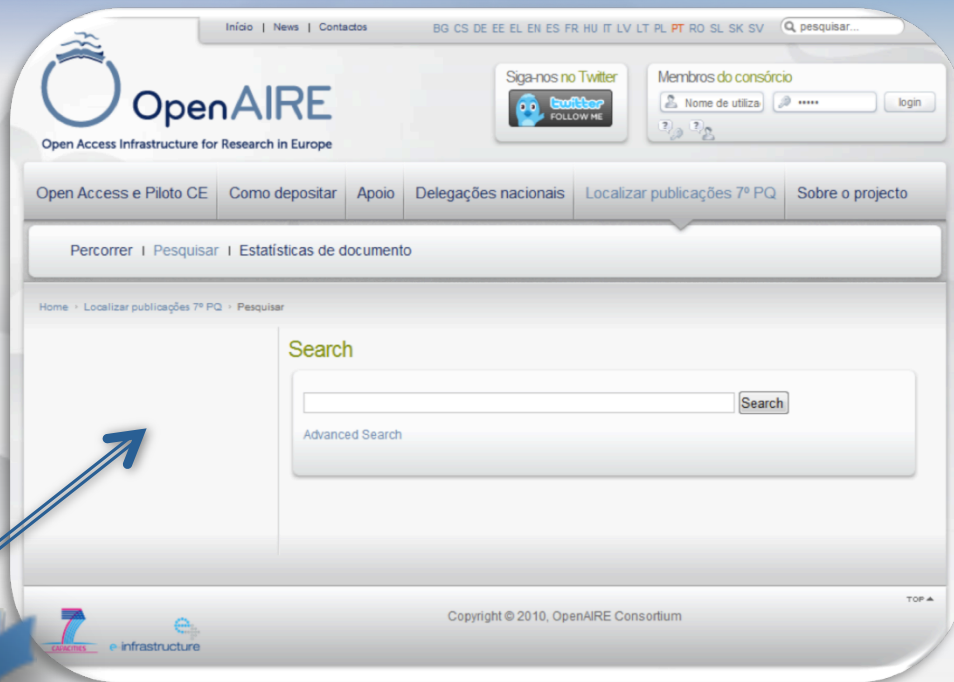 Início | News | Contactos
BG CS DE EE EL EN ES FR HU IT LV LT PL PT RO SL SK SV
pesquisar...
OpenAIRE
Open Access Infrastructure for Research in Europe
Siga-nos no Twitter
twitter
FOLLOW ME
Membros do consórcio
Nome de utiliza
•••••
login
Open Access e Piloto CE
Como depositar
Apoio
Delegações nacionais
Localizar publicações 7º PQ
Sobre o projecto
Percorrer | Pesquisar | Estatísticas de documento
Home › Localizar publicações 7º PQ › Pesquisar
Search
Search
Advanced Search
TOP
Copyright © 2010, OpenAIRE Consortium
7
CAPACITIES
e
e infrastructure